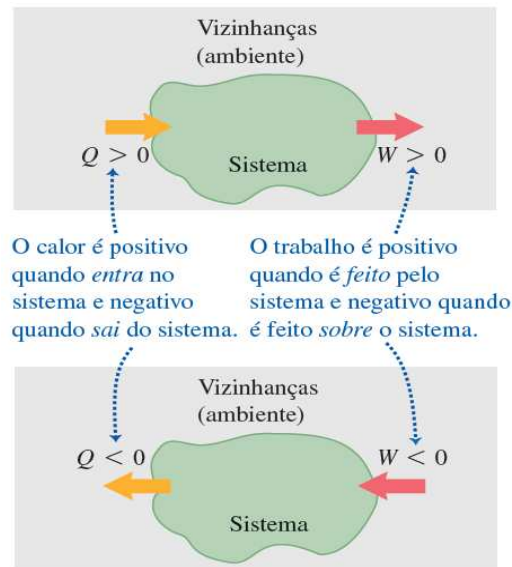 Vizinhanças
(ambiente)
Q > 0
Sistema
W > 0
O calor é positivo
quando entra no
sistema e negativo
quando sai do sistema.
O trabalho é positivo
quando é feito pelo
sistema e negativo quando
é feito sobre o sistema.
Vizinhanças
(ambiente)
Q < 0
W < 0
Sistema